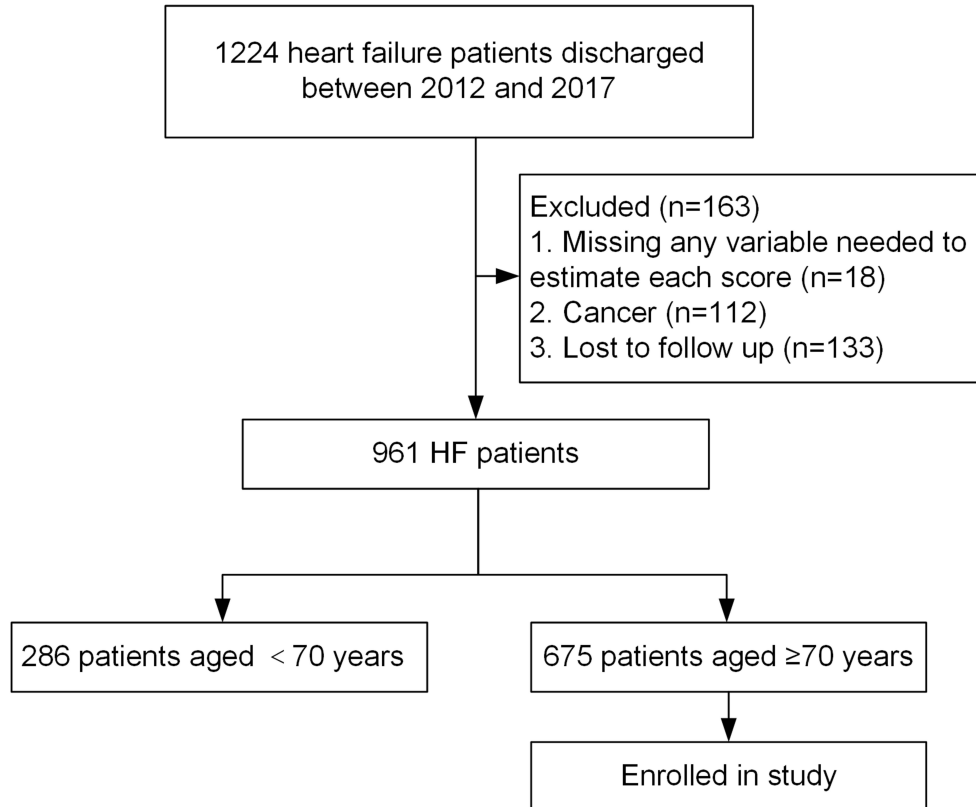 1224 heart failure patients discharged
between 2012 and 2017
Excluded (n=163)
1. Missing any variable needed to
estimate each score (n=18)
2. Cancer (n=112)
3. Lost to follow up (n=133)
961 HF patients
286 patients aged < 70 years
675 patients aged ≥70 years
Enrolled in study